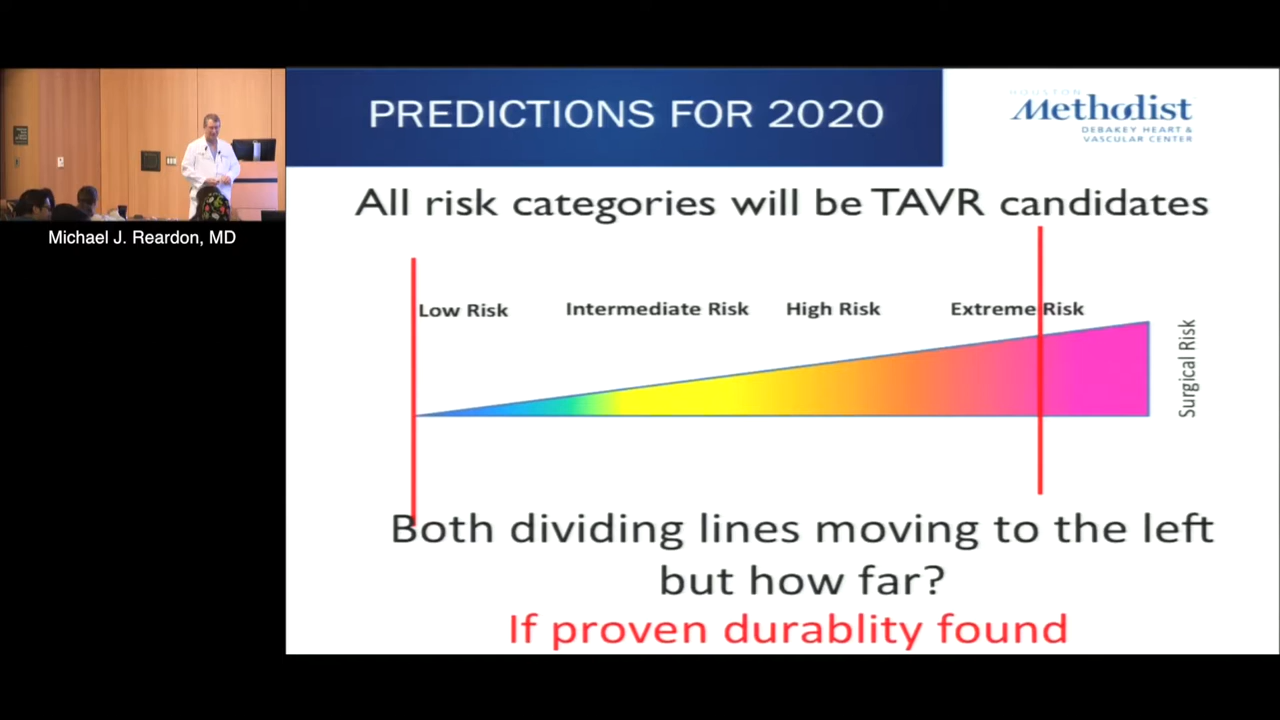 PREDICTIONS FOR 2020
HOUSTON
Methodist
DEBAKEY HEART &
VASCULAR CENTER
All risk categories will be TAVR candidates
Michael J. Reardon, MD
Low Risk
Intermediate Risk
High Risk
Extreme Risk
Surgical Risk
Both dividing lines moving to the left
but how far?
If proven durablity found